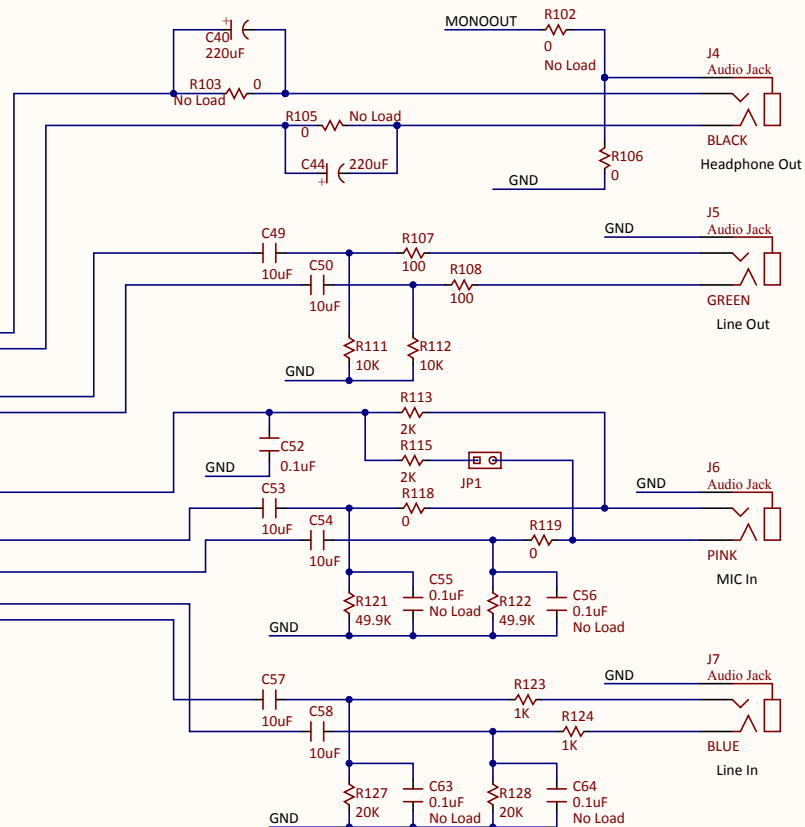 MONOOUT
R102
0
No Load
+
C40
220uF
J4
Audio Jack
R103
0
No Load
R105
No Load
0
BLACK
R106
0
Headphone Out
C44
220uF
+
GND
J5
Audio Jack
GND
C49
10uF
R107
100
C50
10uF
R108
100
GREEN
Line Out
R111
10K
R112
10K
GND
R113
2K
C52
0.1uF
GND
R115
2K
JP1
J6
Audio Jack
GND
C53
10uF
R118
0
C54
10uF
R119
0
PINK
MIC In
R121
49.9K
C55
0.1uF
No Load
R122
49.9K
C56
0.1uF
No Load
GND
J7
Audio Jack
GND
C57
10uF
R123
1K
C58
10uF
R124
1K
BLUE
Line In
R127
20K
C63
0.1uF
No Load
R128
20K
C64
0.1uF
No Load
GND